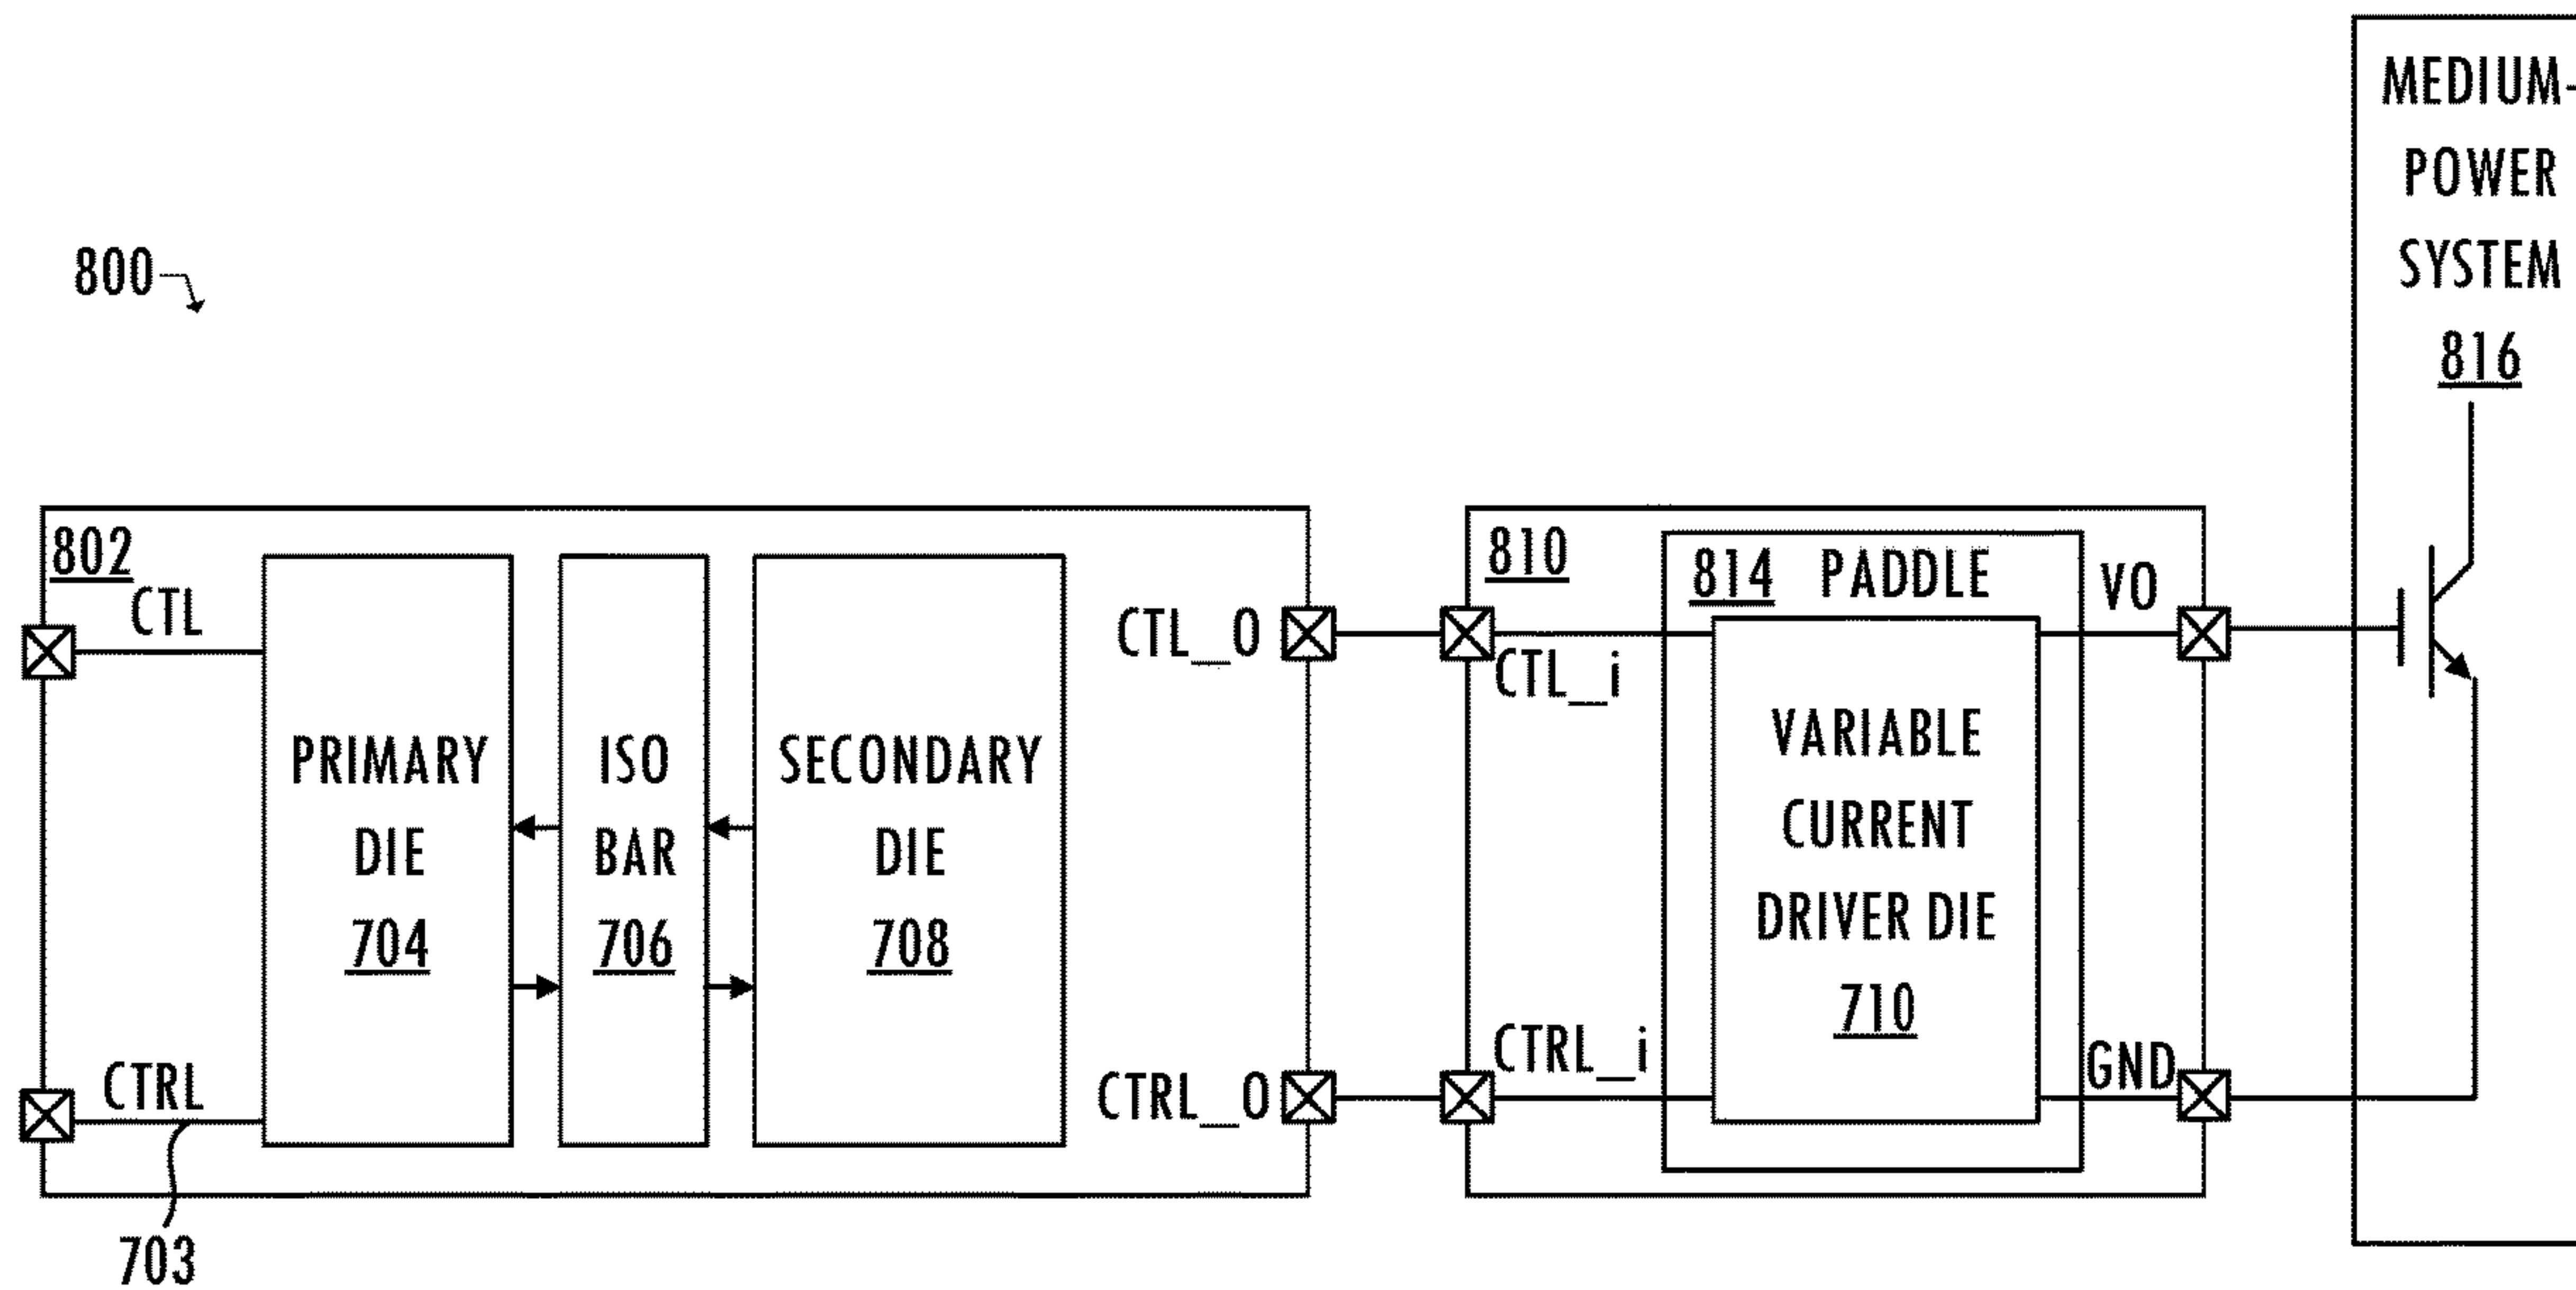 MEDIUM-
POWER
SYSTEM
816
800
802
CTL
PRIMARY
DIE
704
ISO
BAR
706
SECONDARY
DIE
708
CTRL
703
CTL_O
CTRL_O
810
CTL_i
CTRL_i
814 PADDLE
VARIABLE
CURRENT
DRIVER DIE
710
VO
GND